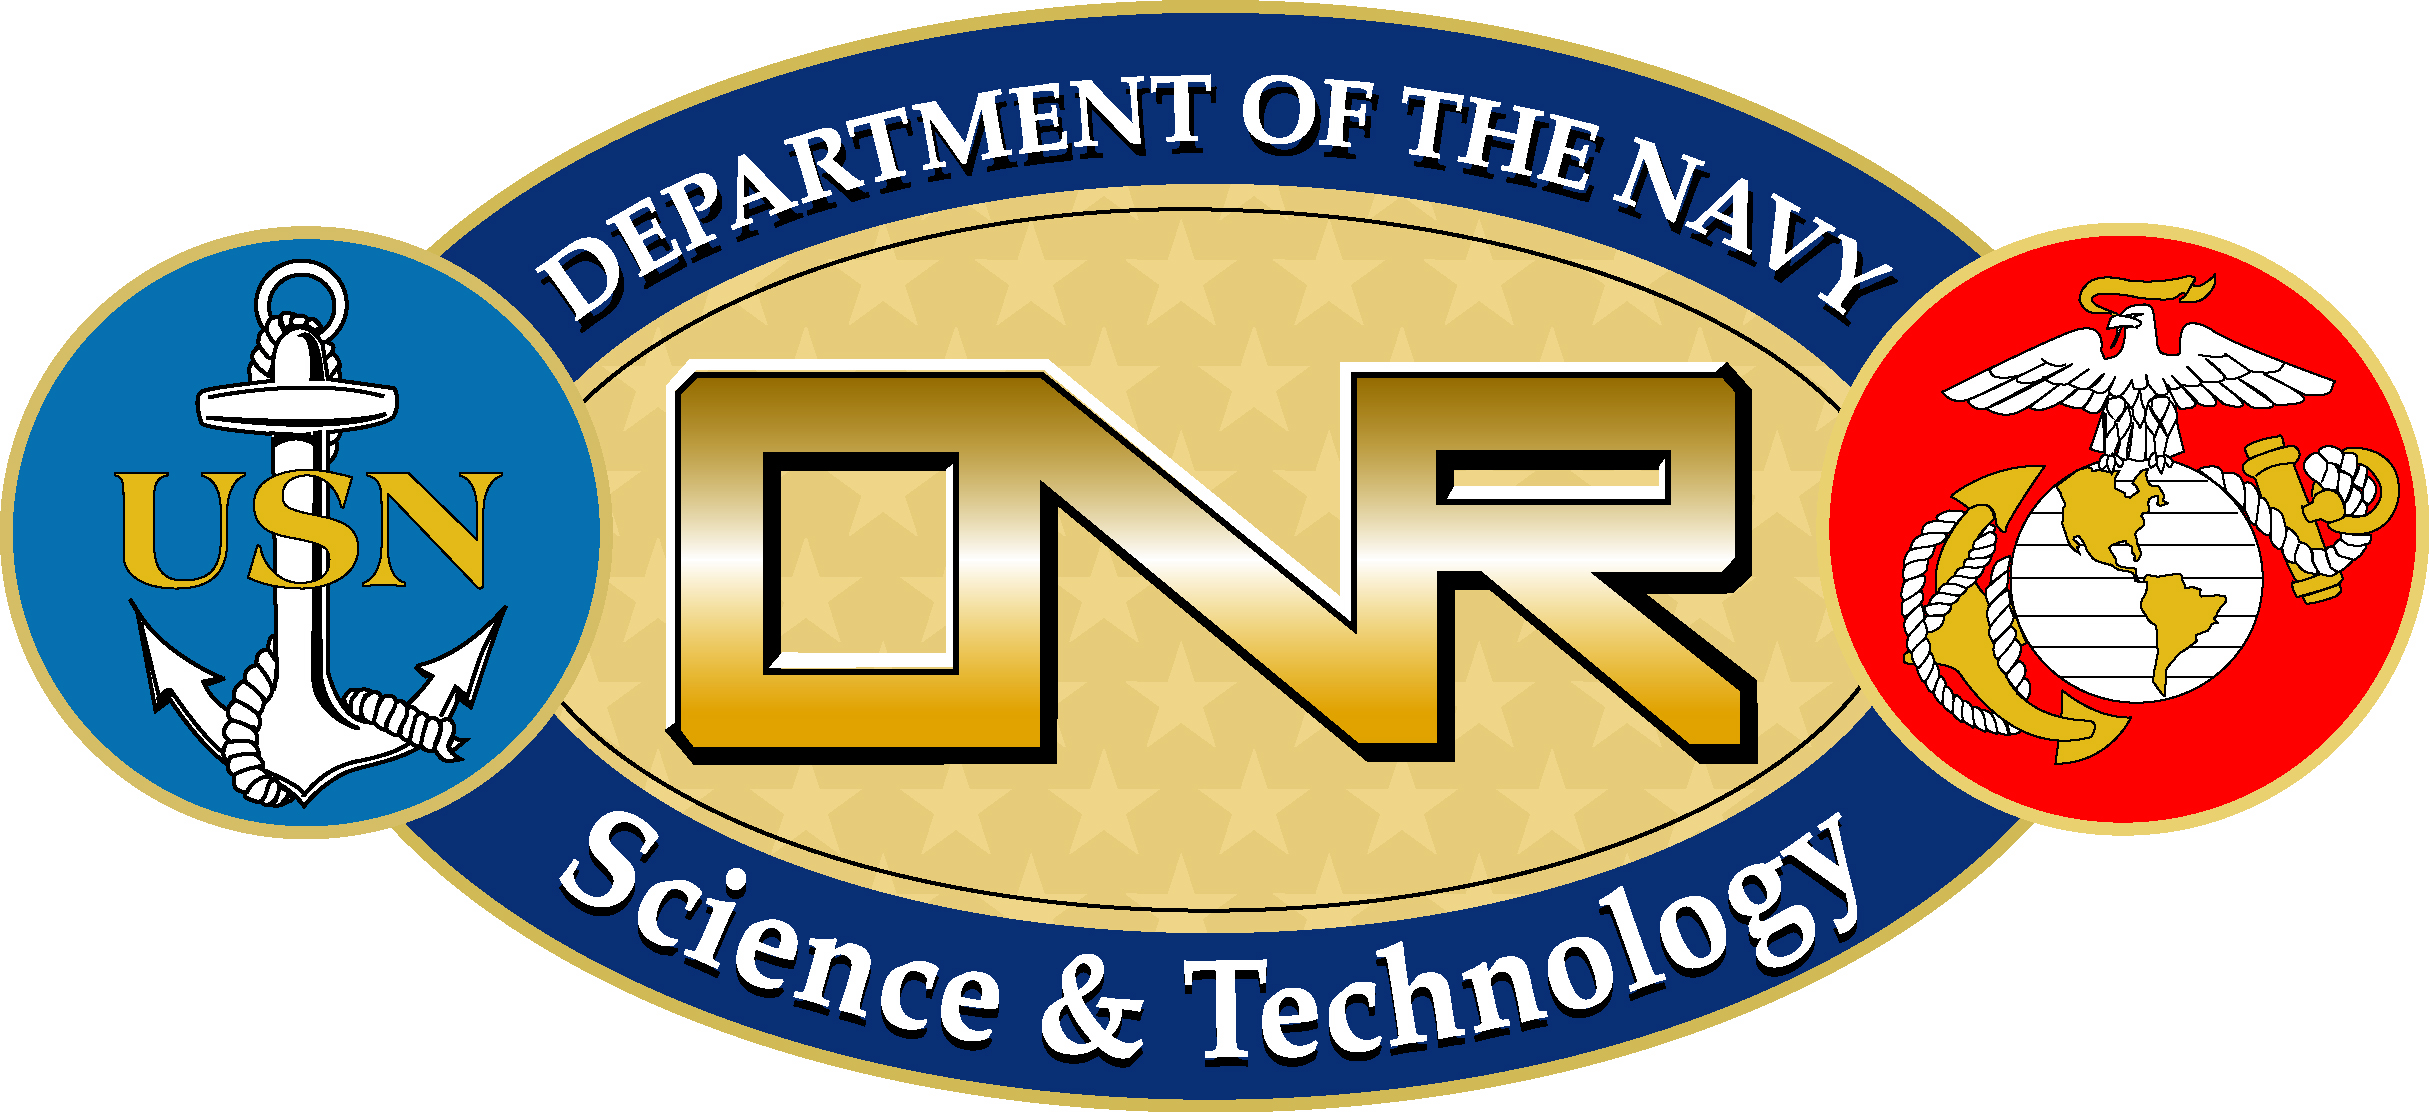 DEPARTMENT OF THE NAVY
USN
ONR
Science & Technology